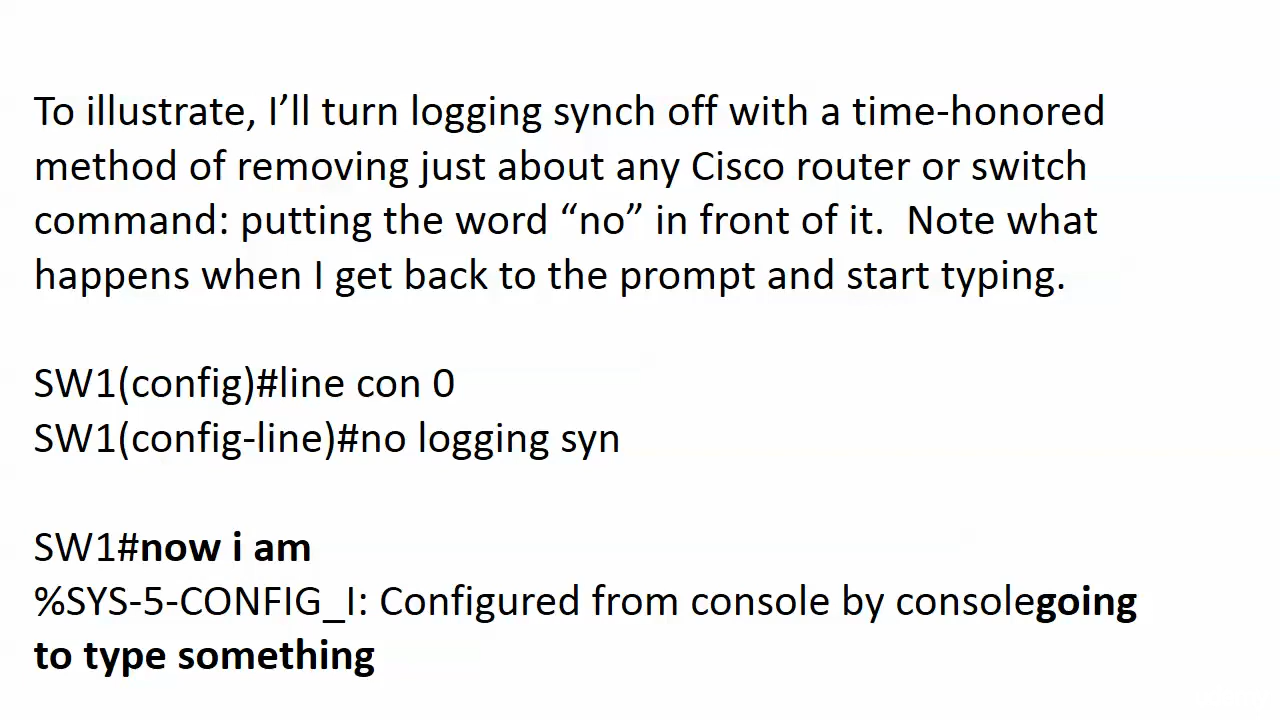 To illustrate, I’ll turn logging synch off with a time-honored
method of removing just about any Cisco router or switch
command: putting the word “no” in front of it.  Note what
happens when I get back to the prompt and start typing.
SW1(config)#line con 0
SW1(config-line)#no logging syn
SW1#now i am
%SYS-5-CONFIG_I: Configured from console by consolegoing
to type something